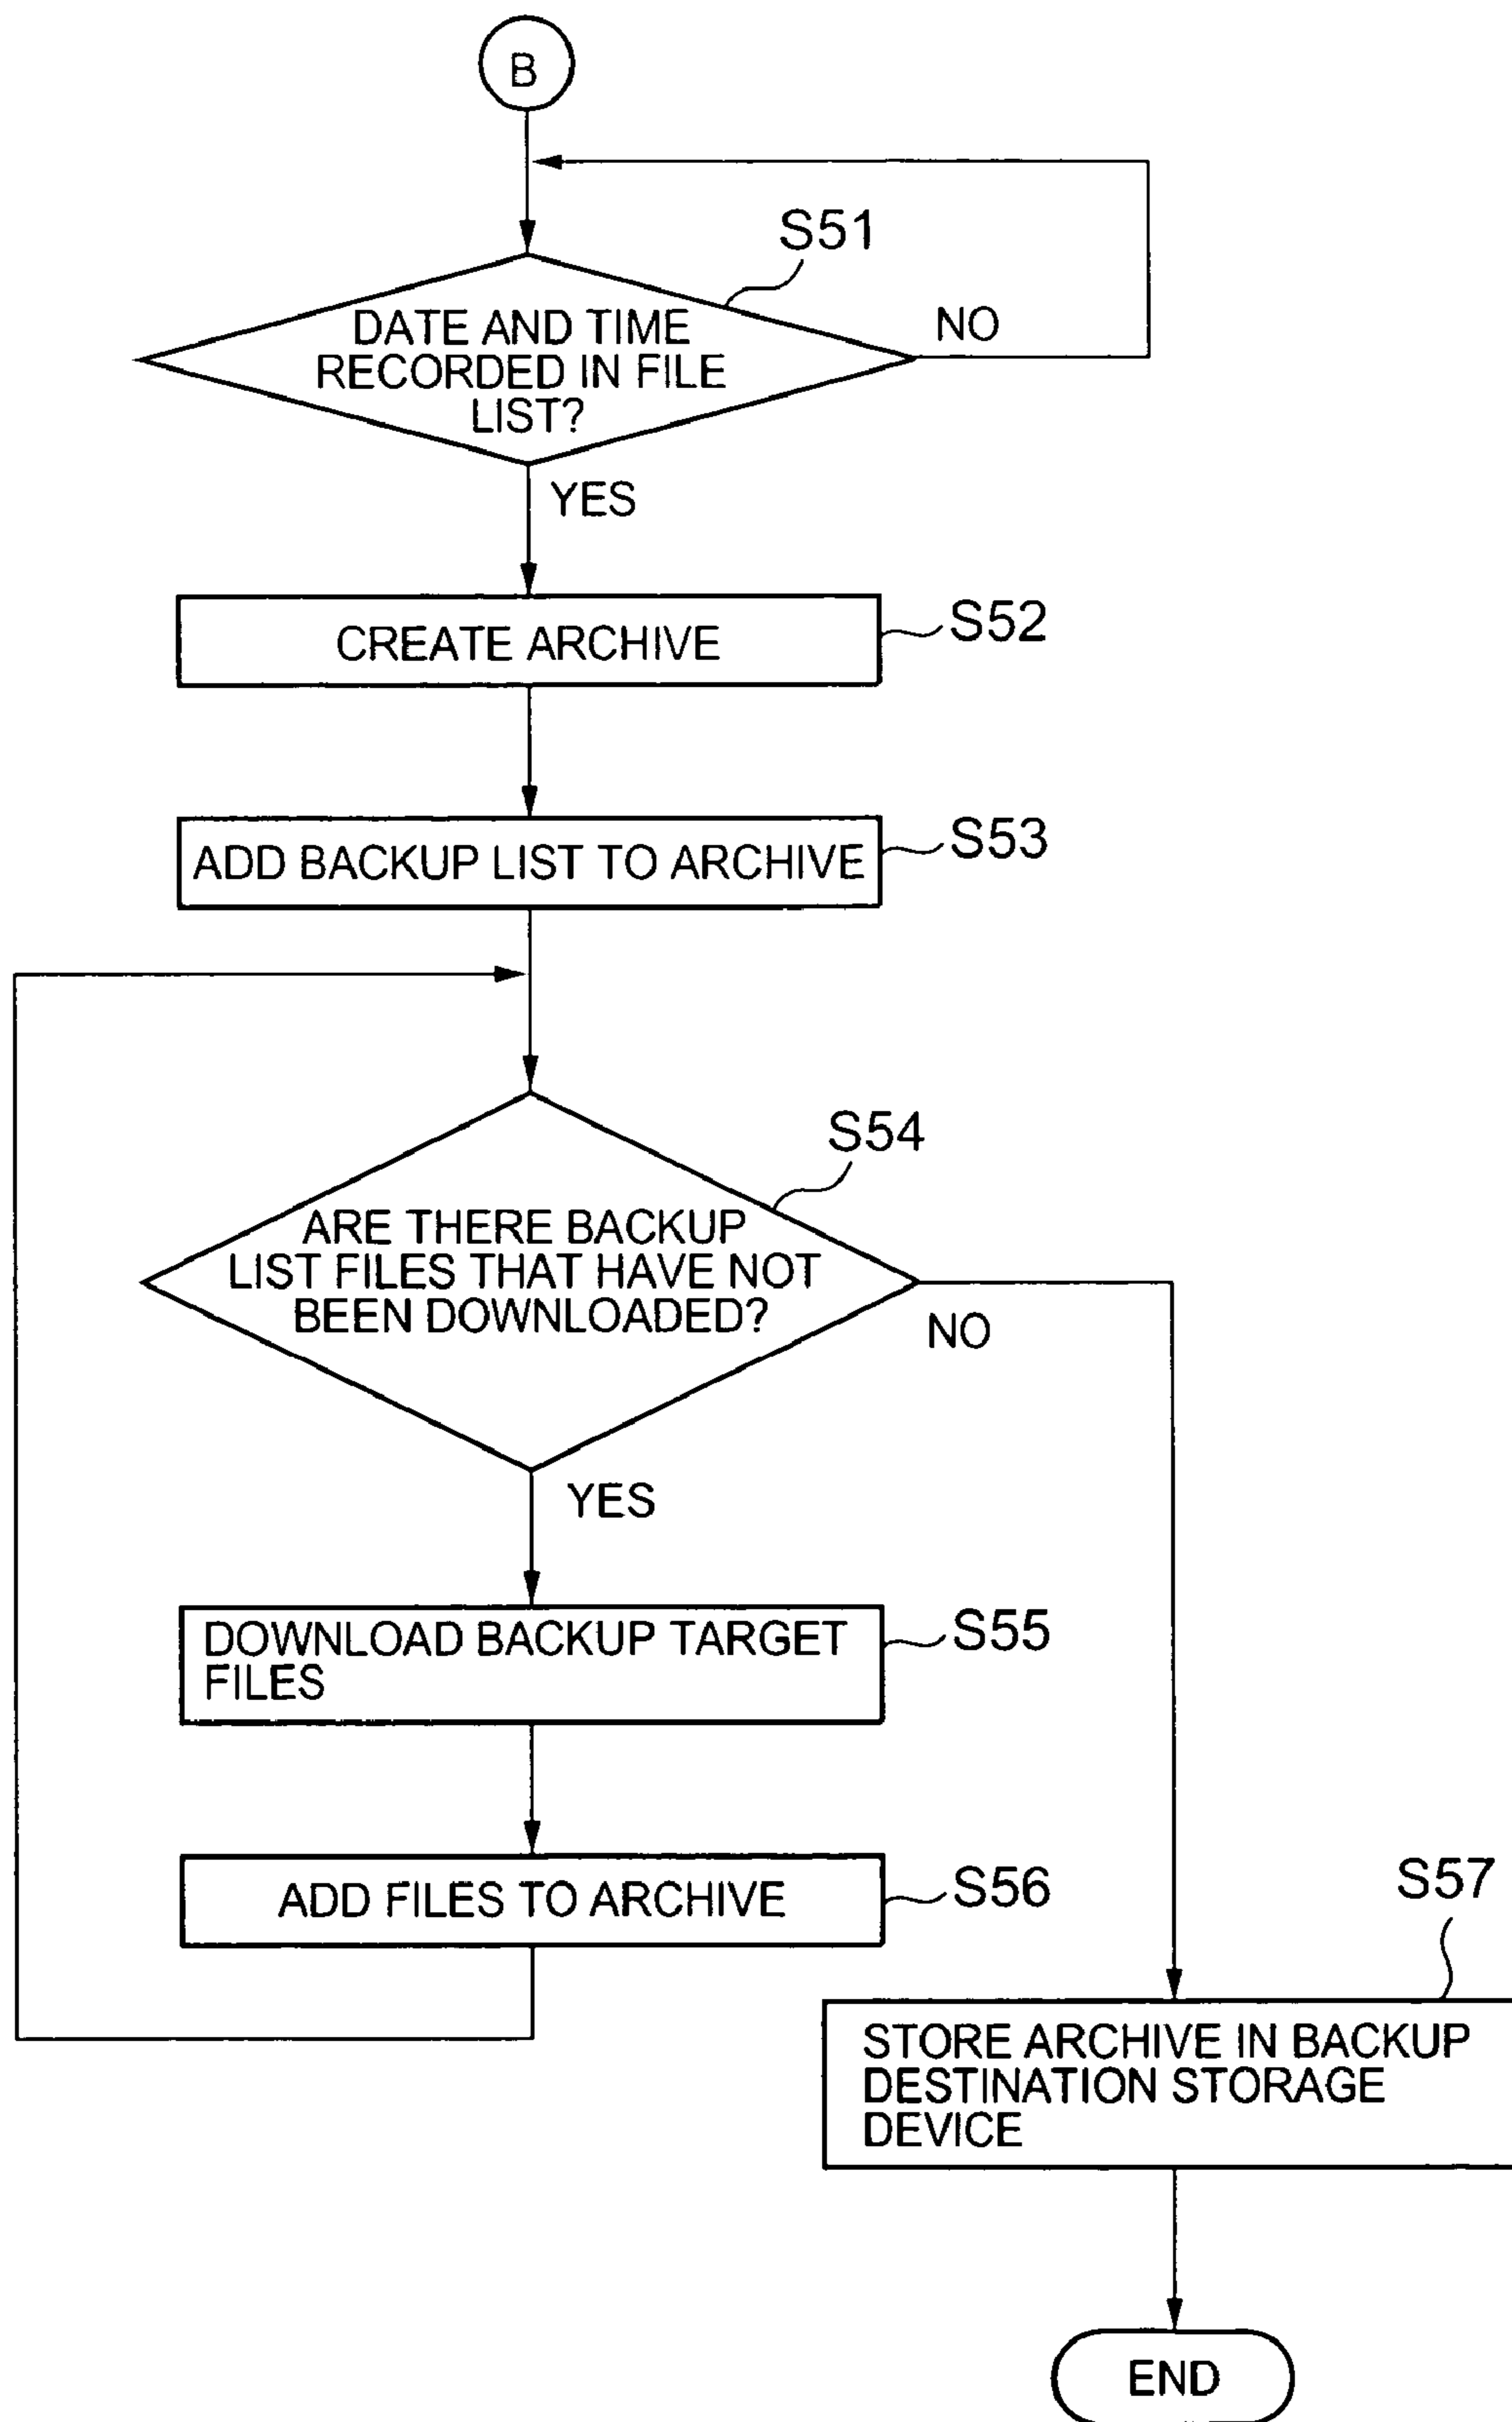 B
S51
DATE AND TIME
RECORDED IN FILE
LIST?
NO
YES
CREATE ARCHIVE
S52
ADD BACKUP LIST TO ARCHIVE
S53
S54
ARE THERE BACKUP
LIST FILES THAT HAVE NOT
BEEN DOWNLOADED?
NO
YES
DOWNLOAD BACKUP TARGET
FILES
S55
ADD FILES TO ARCHIVE
S56
S57
STORE ARCHIVE IN BACKUP
DESTINATION STORAGE
DEVICE
END